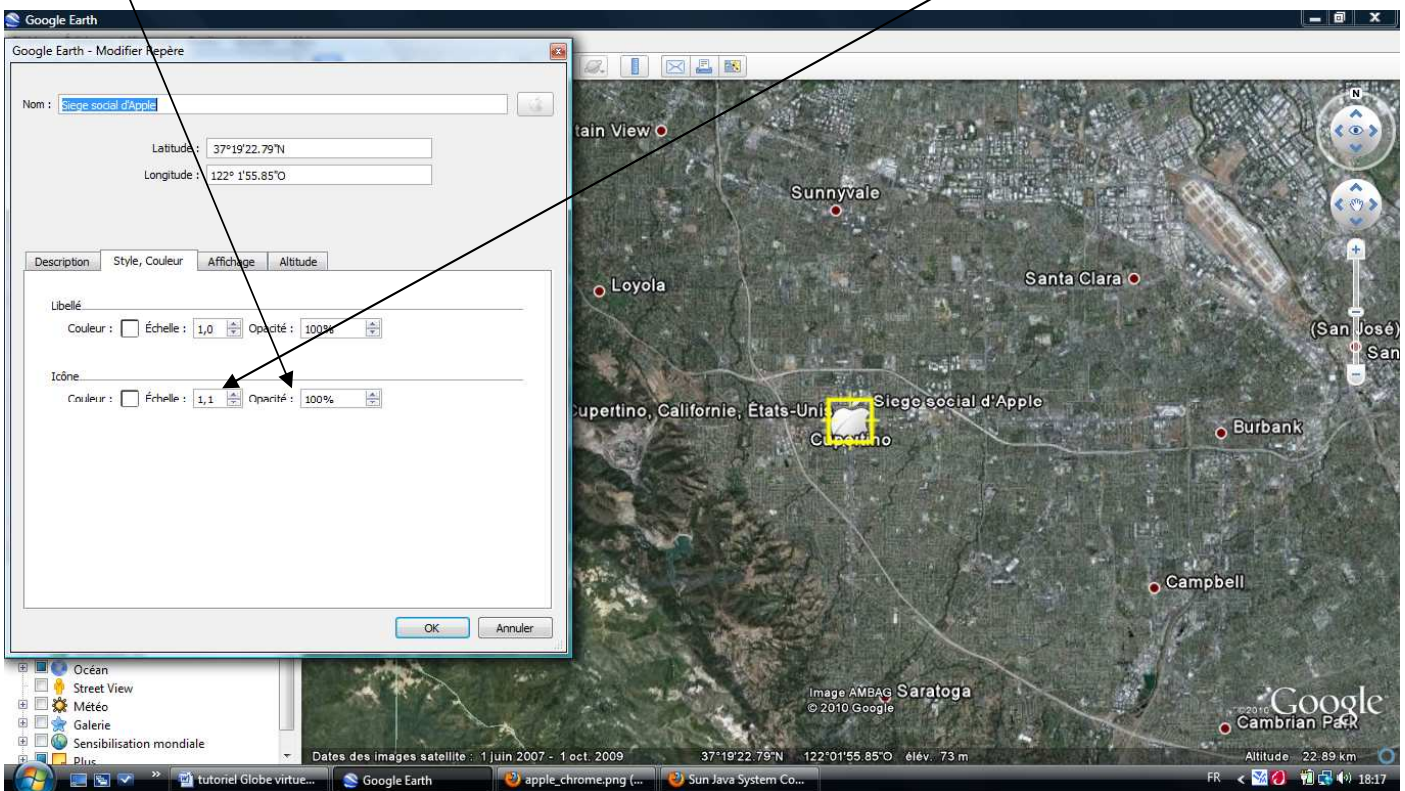 Google Earth
Google Earth - Modifier Repère
Nom : Siege social d'Apple
Latitude : 37°19'22.79"N
Longitude : 122° 1'55.85"O
Description Style, Couleur Affichage Altitude
Libellé
Couleur : Échelle : 1,0 Opacité : 100%
Icône
Couleur : Échelle : 1,1 Opacité : 100%
OK Annuler
Océan
Street View
Météo
Galerie
Sensibilisation mondiale
Plus
tain View
Sunnyvale
Santa Clara
Loyola
(San José)
San
Siege social d'Apple
Cupertino, Californie, États-Unis
Cupertino
Burbank
Campbell
Saratoga
Image AMBAG
© 2010 Google
©2010 Google
Cambrian Park
Dates des images satellite : 1 juin 2007 - 1 oct. 2009 37°19'22.79"N 122°01'55.85"O élév. 73 m Altitude 22.89 km
N
tutoriel Globe virtue... Google Earth apple_chrome.png (... Sun Java System Co... FR 18:17